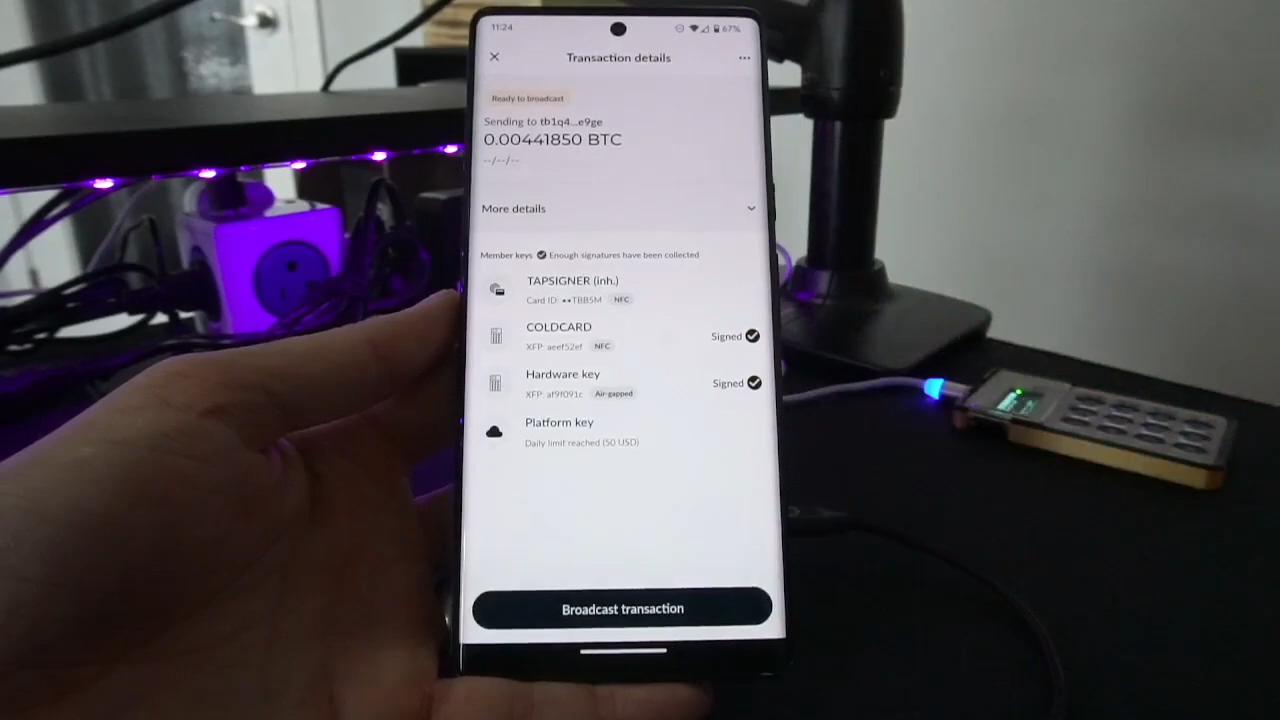 11:24
67%
Transaction details
Ready to broadcast
Sending to tb1q4...e9ge
0.00441850 BTC
--/--/--
More details
Member keys Enough signatures have been collected
TAPSIGNER (inh.)
Card ID: ••TBB5M NFC
COLDCARD
XFP: aeef52ef NFC
Signed
Hardware key
XFP: af9f091c Air-gapped
Signed
Platform key
Daily limit reached (50 USD)
Broadcast transaction